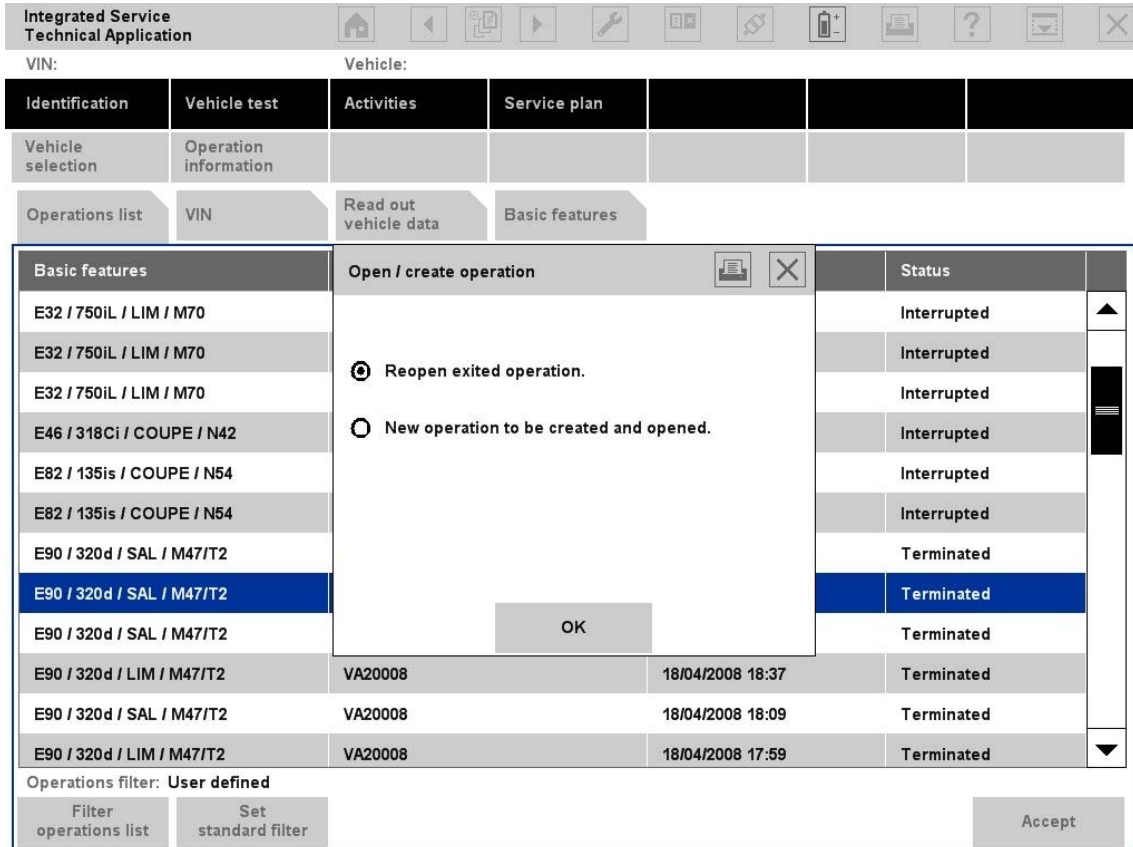 Integrated Service
Technical Application
VIN:
Vehicle:
Identification
Vehicle test
Activities
Service plan
Vehicle
selection
Operation
information
Operations list
VIN
Read out
vehicle data
Basic features
Basic features
Status
Open / create operation
Reopen exited operation.
New operation to be created and opened.
OK
E32 / 750iL / LIM / M70 Interrupted
E32 / 750iL / LIM / M70 Interrupted
E32 / 750iL / LIM / M70 Interrupted
E46 / 318Ci / COUPE / N42 Interrupted
E82 / 135is / COUPE / N54 Interrupted
E82 / 135is / COUPE / N54 Interrupted
E90 / 320d / SAL / M47/T2 Terminated
E90 / 320d / SAL / M47/T2 Terminated
E90 / 320d / SAL / M47/T2 Terminated
E90 / 320d / LIM / M47/T2 VA20008 18/04/2008 18:37 Terminated
E90 / 320d / SAL / M47/T2 VA20008 18/04/2008 18:09 Terminated
E90 / 320d / LIM / M47/T2 VA20008 18/04/2008 17:59 Terminated
Operations filter: User defined
Filter
operations list
Set
standard filter
Accept